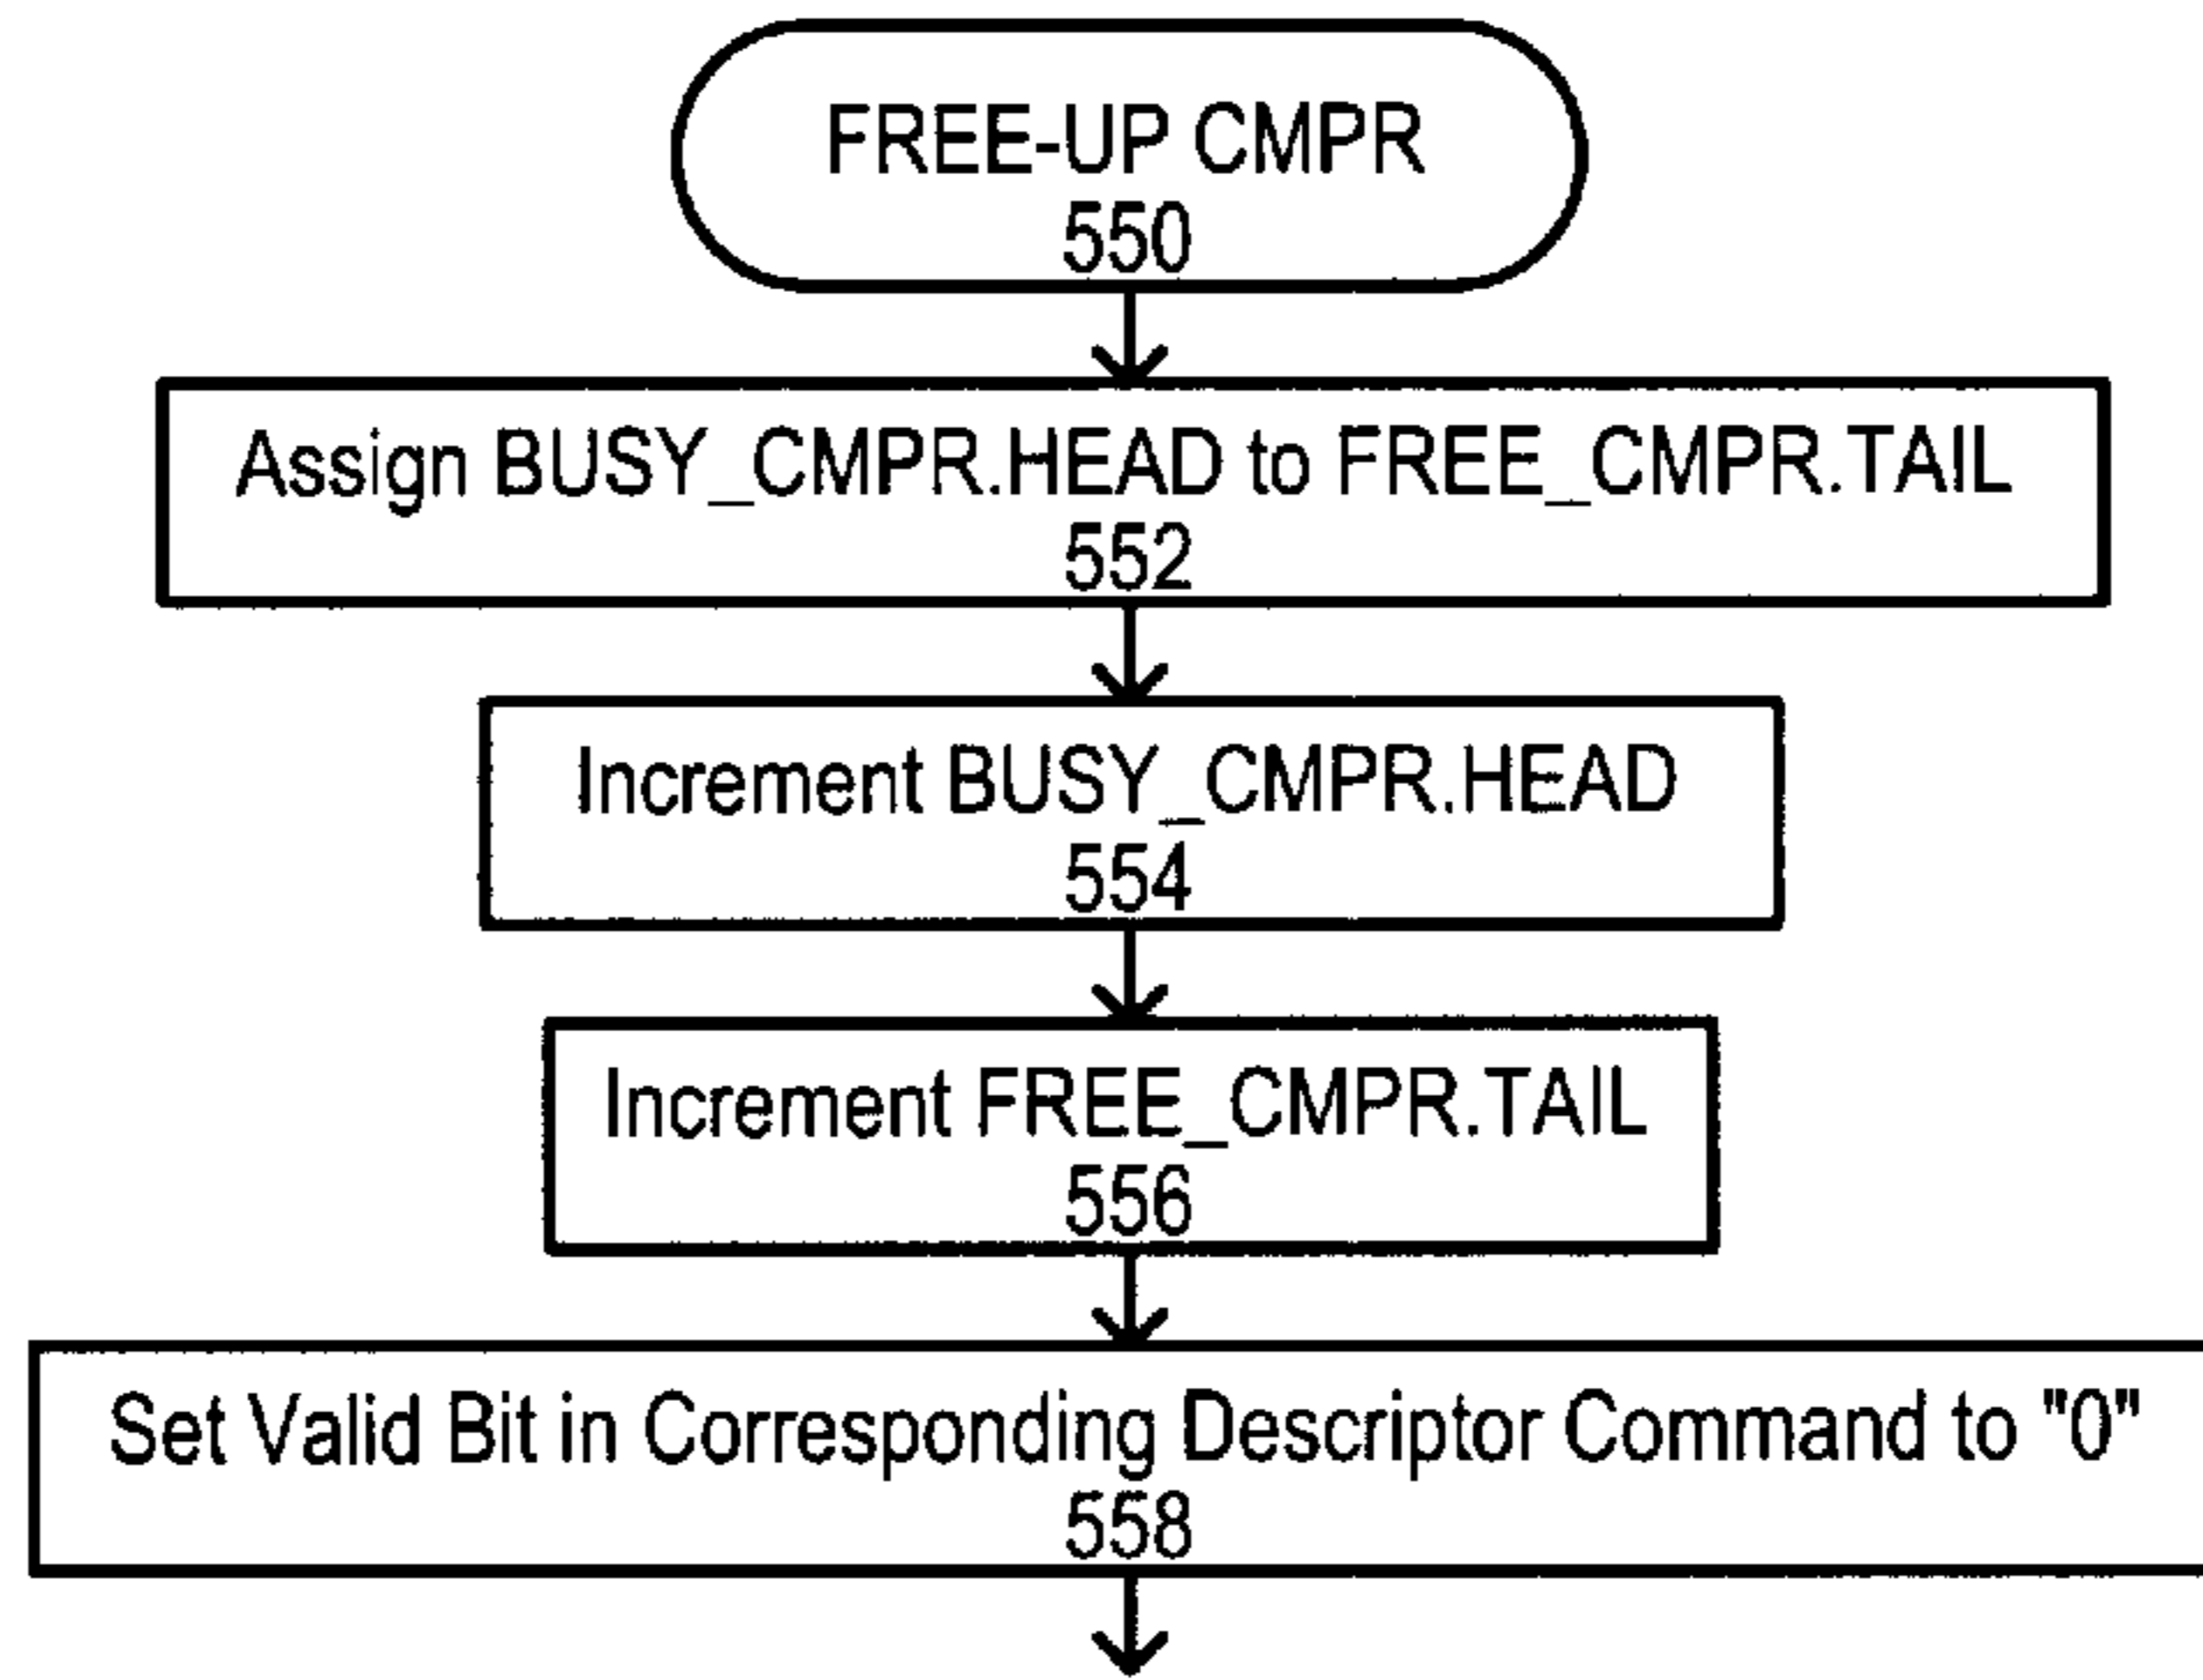 FREE-UP CMPR
550
Assign BUSY_CMPR.HEAD to FREE_CMPR.TAIL
552
Increment BUSY_CMPR.HEAD
554
Increment FREE_CMPR.TAIL
556
Set Valid Bit in Corresponding Descriptor Command to "0"
558